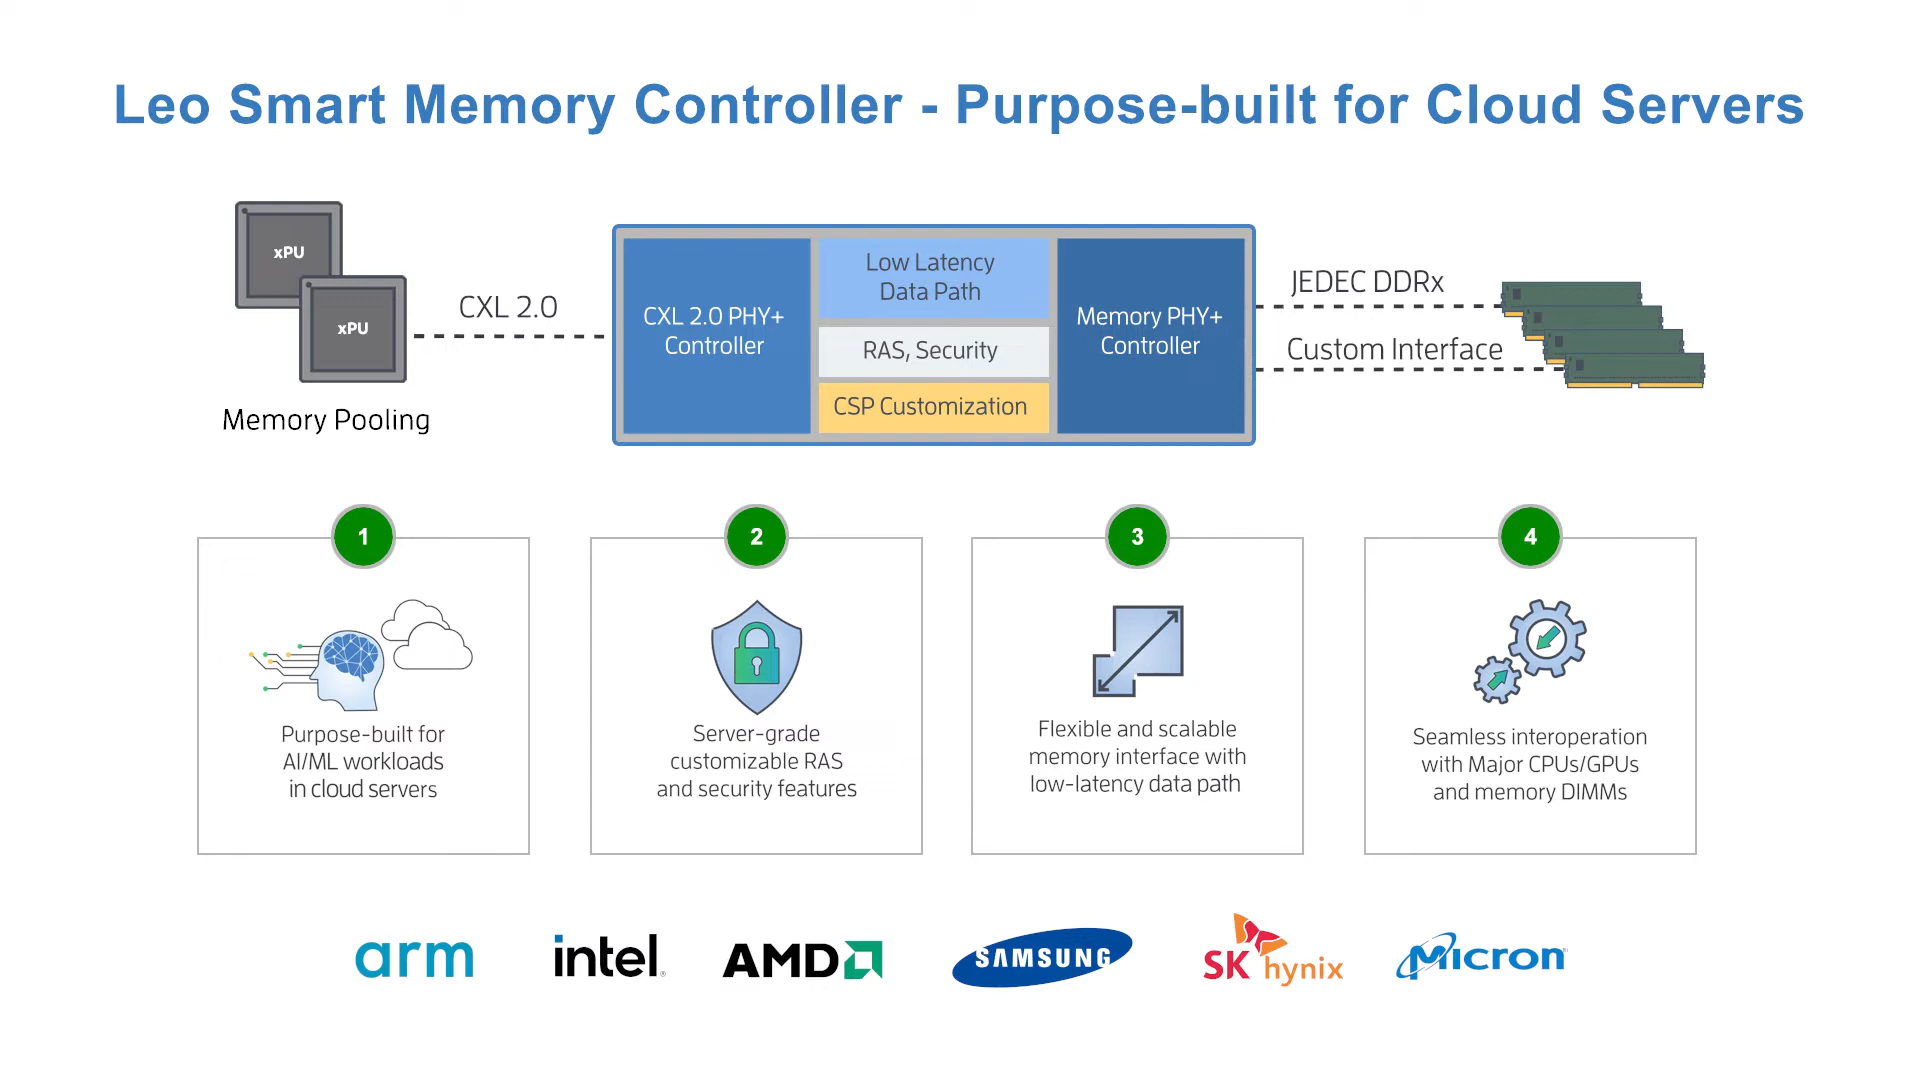 Leo Smart Memory Controller - Purpose-built for Cloud Servers
xPU
xPU
Memory Pooling
CXL 2.0
CXL 2.0 PHY+
Controller
Low Latency
Data Path
RAS, Security
CSP Customization
Memory PHY+
Controller
JEDEC DDRx
Custom Interface
1
Purpose-built for
AI/ML workloads
in cloud servers
2
Server-grade
customizable RAS
and security features
3
Flexible and scalable
memory interface with
low-latency data path
4
Seamless interoperation
with Major CPUs/GPUs
and memory DIMMs
arm
intel®
AMD
SAMSUNG
SK hynix
Micron